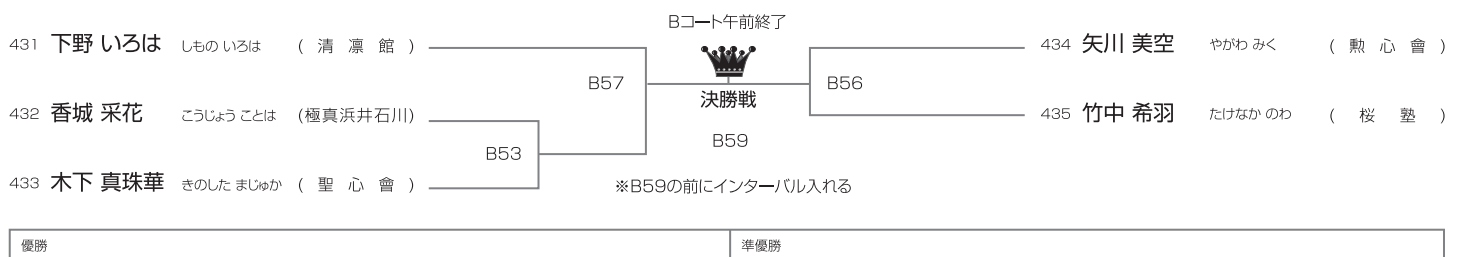 Bコート午前終了
431 下野 いろは しもの いろは ( 清 凛 館 )
434 矢川 美空 やがわ みく ( 勲 心 會 )
B57
B56
決勝戦
432 香城 采花 こうじょう ことは (極真浜井石川)
435 竹中 希羽 たけなか のわ ( 桜 塾 )
B59
B53
433 木下 真珠華 きのした まじゅか ( 聖 心 會 )
※B59の前にインターバル入れる
優勝
準優勝